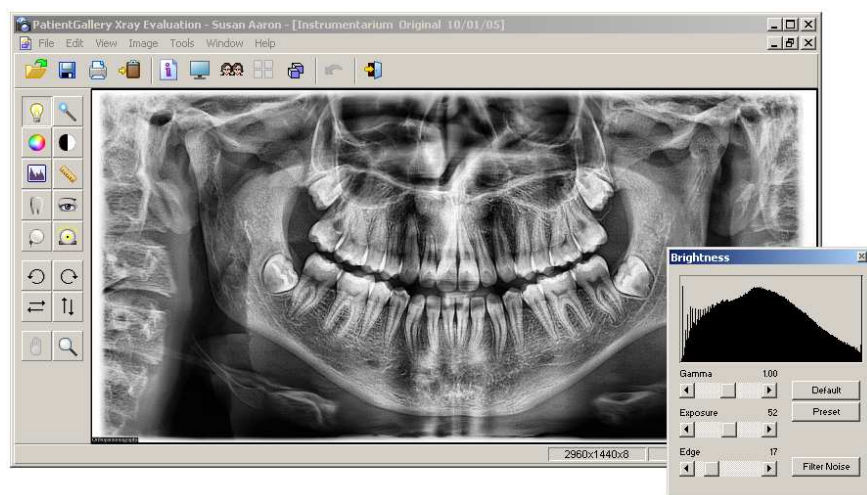 PatientGallery Xray Evaluation - Susan Aaron - [Instrumentarium Original 10/01/05]
File Edit View Image Tools Window Help
Brightness
Gamma 1.00
Default
Exposure 52
Preset
Edge 17
Filter Noise
2960x1440x8